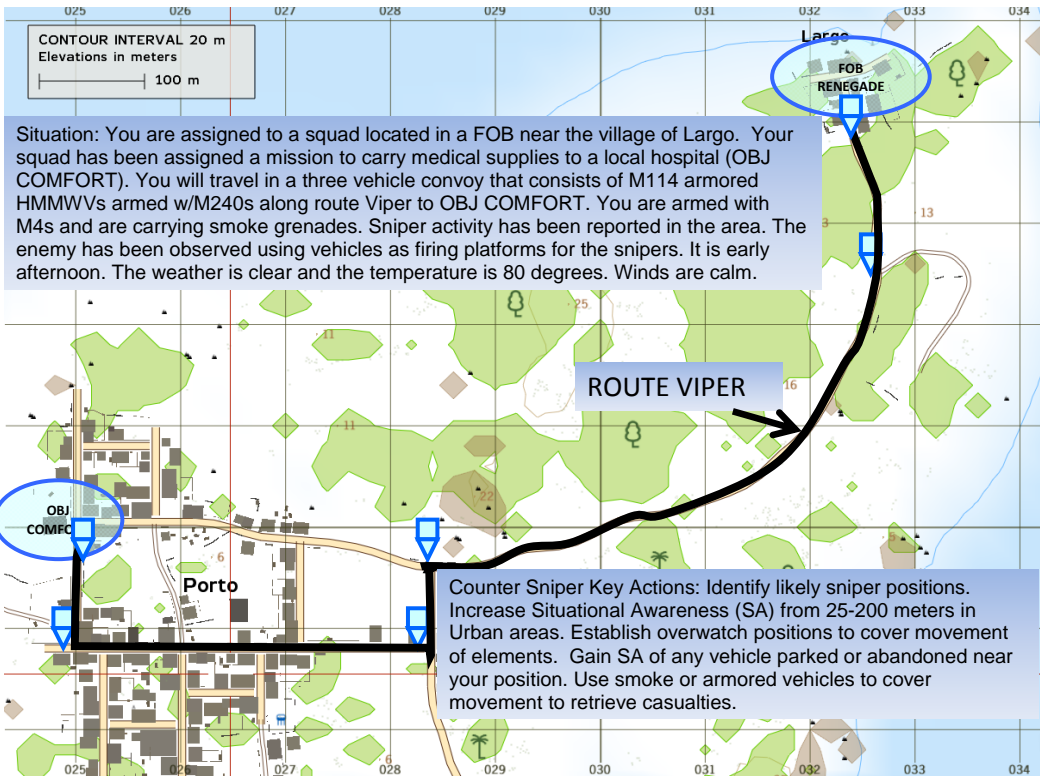 025
026
027
028
029
030
031
032
033
034
CONTOUR INTERVAL 20 m
Elevations in meters
100 m
Largo
FOB
RENEGADE
Situation: You are assigned to a squad located in a FOB near the village of Largo. Your
squad has been assigned a mission to carry medical supplies to a local hospital (OBJ
COMFORT). You will travel in a three vehicle convoy that consists of M114 armored
HMMWVs armed w/M240s along route Viper to OBJ COMFORT. You are armed with
M4s and are carrying smoke grenades. Sniper activity has been reported in the area. The
enemy has been observed using vehicles as firing platforms for the snipers. It is early
afternoon. The weather is clear and the temperature is 80 degrees. Winds are calm.
13
3
25
11
ROUTE VIPER
16
11
22
OBJ
COMFO
6
5
Porto
Counter Sniper Key Actions: Identify likely sniper positions.
Increase Situational Awareness (SA) from 25-200 meters in
Urban areas. Establish overwatch positions to cover movement
of elements. Gain SA of any vehicle parked or abandoned near
your position. Use smoke or armored vehicles to cover
movement to retrieve casualties.
6
025
026
027
028
029
030
031
032
033
034